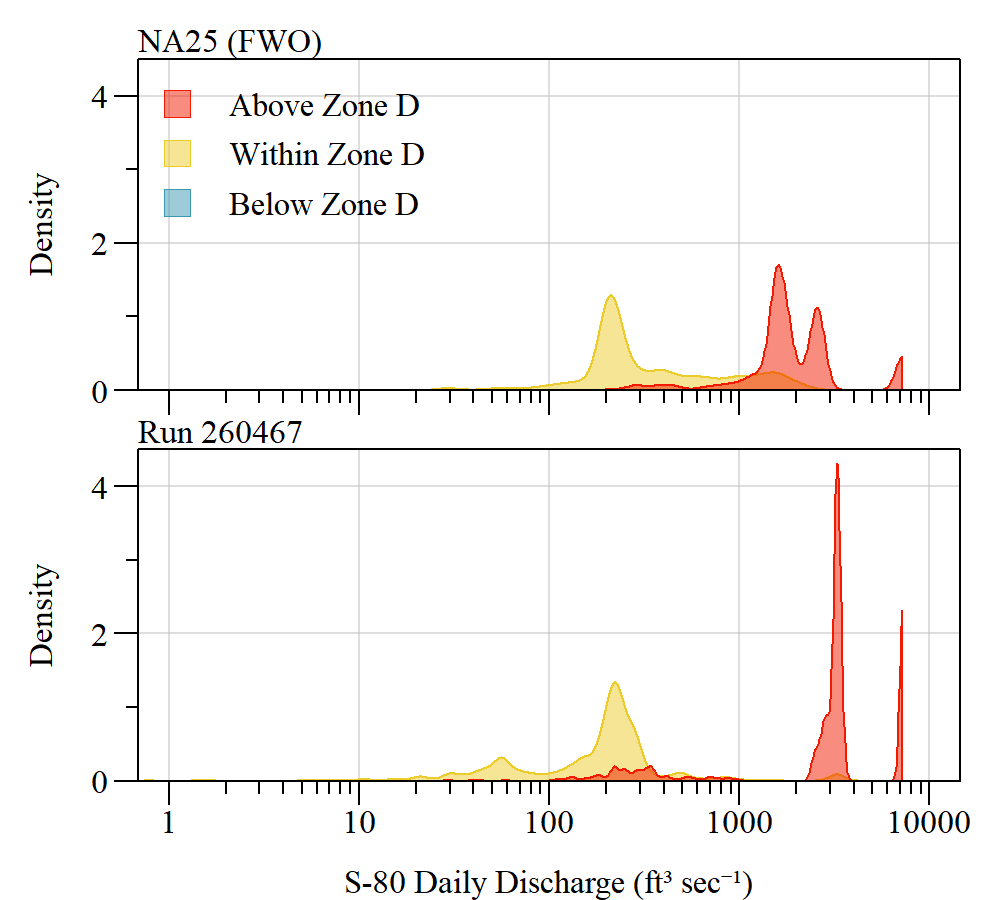 NA25 (FWO)
4
Above Zone D
Within Zone D
2
Below Zone D
Density
0
Run 260467
4
Density
2
0
1 10 100 1000 10000
S-80 Daily Discharge (ft³ sec⁻¹)